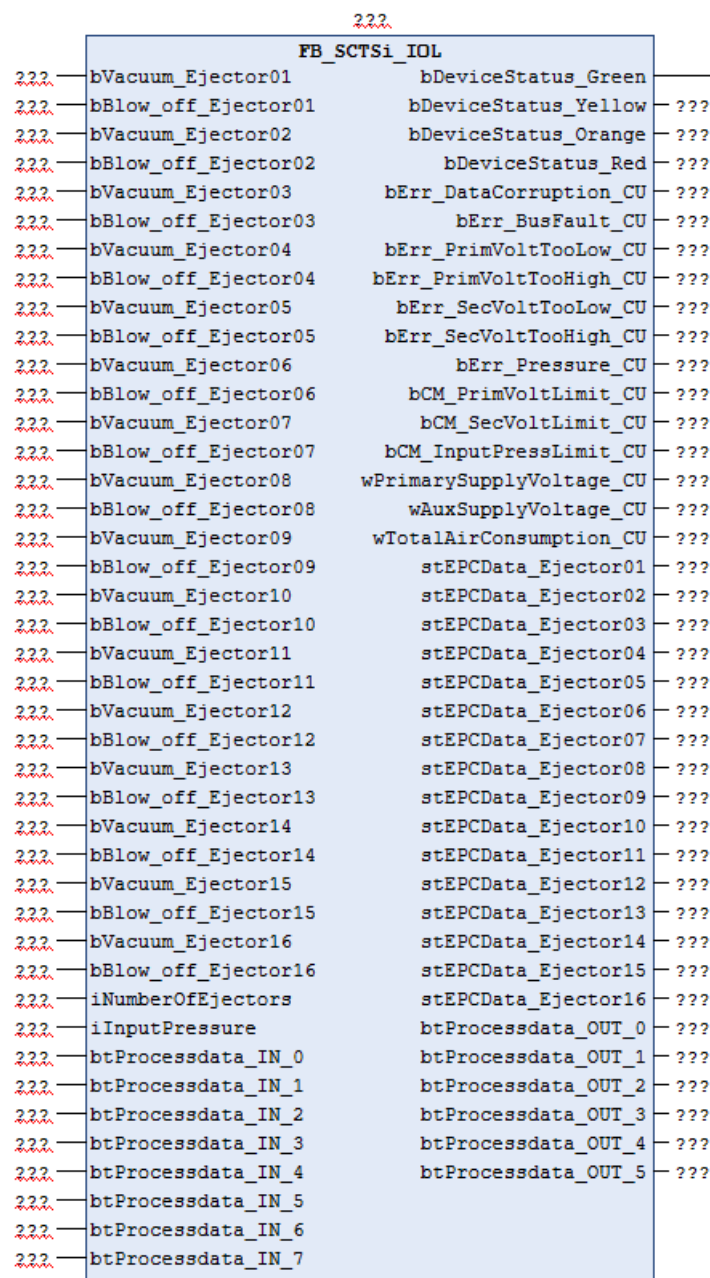 ???
FB_SCTSi_IOL
??? bVacuum_Ejector01 bDeviceStatus_Green
??? bBlow_off_Ejector01 bDeviceStatus_Yellow ???
??? bVacuum_Ejector02 bDeviceStatus_Orange ???
??? bBlow_off_Ejector02 bDeviceStatus_Red ???
??? bVacuum_Ejector03 bErr_DataCorruption_CU ???
??? bBlow_off_Ejector03 bErr_BusFault_CU ???
??? bVacuum_Ejector04 bErr_PrimVoltTooLow_CU ???
??? bBlow_off_Ejector04 bErr_PrimVoltTooHigh_CU ???
??? bVacuum_Ejector05 bErr_SecVoltTooLow_CU ???
??? bBlow_off_Ejector05 bErr_SecVoltTooHigh_CU ???
??? bVacuum_Ejector06 bErr_Pressure_CU ???
??? bBlow_off_Ejector06 bCM_PrimVoltLimit_CU ???
??? bVacuum_Ejector07 bCM_SecVoltLimit_CU ???
??? bBlow_off_Ejector07 bCM_InputPressLimit_CU ???
??? bVacuum_Ejector08 wPrimarySupplyVoltage_CU ???
??? bBlow_off_Ejector08 wAuxSupplyVoltage_CU ???
??? bVacuum_Ejector09 wTotalAirConsumption_CU ???
??? bBlow_off_Ejector09 stEPCData_Ejector01 ???
??? bVacuum_Ejector10 stEPCData_Ejector02 ???
??? bBlow_off_Ejector10 stEPCData_Ejector03 ???
??? bVacuum_Ejector11 stEPCData_Ejector04 ???
??? bBlow_off_Ejector11 stEPCData_Ejector05 ???
??? bVacuum_Ejector12 stEPCData_Ejector06 ???
??? bBlow_off_Ejector12 stEPCData_Ejector07 ???
??? bVacuum_Ejector13 stEPCData_Ejector08 ???
??? bBlow_off_Ejector13 stEPCData_Ejector09 ???
??? bVacuum_Ejector14 stEPCData_Ejector10 ???
??? bBlow_off_Ejector14 stEPCData_Ejector11 ???
??? bVacuum_Ejector15 stEPCData_Ejector12 ???
??? bBlow_off_Ejector15 stEPCData_Ejector13 ???
??? bVacuum_Ejector16 stEPCData_Ejector14 ???
??? bBlow_off_Ejector16 stEPCData_Ejector15 ???
??? iNumberOfEjectors stEPCData_Ejector16 ???
??? iInputPressure btProcessdata_OUT_0 ???
??? btProcessdata_IN_0 btProcessdata_OUT_1 ???
??? btProcessdata_IN_1 btProcessdata_OUT_2 ???
??? btProcessdata_IN_2 btProcessdata_OUT_3 ???
??? btProcessdata_IN_3 btProcessdata_OUT_4 ???
??? btProcessdata_IN_4 btProcessdata_OUT_5 ???
??? btProcessdata_IN_5
??? btProcessdata_IN_6
??? btProcessdata_IN_7